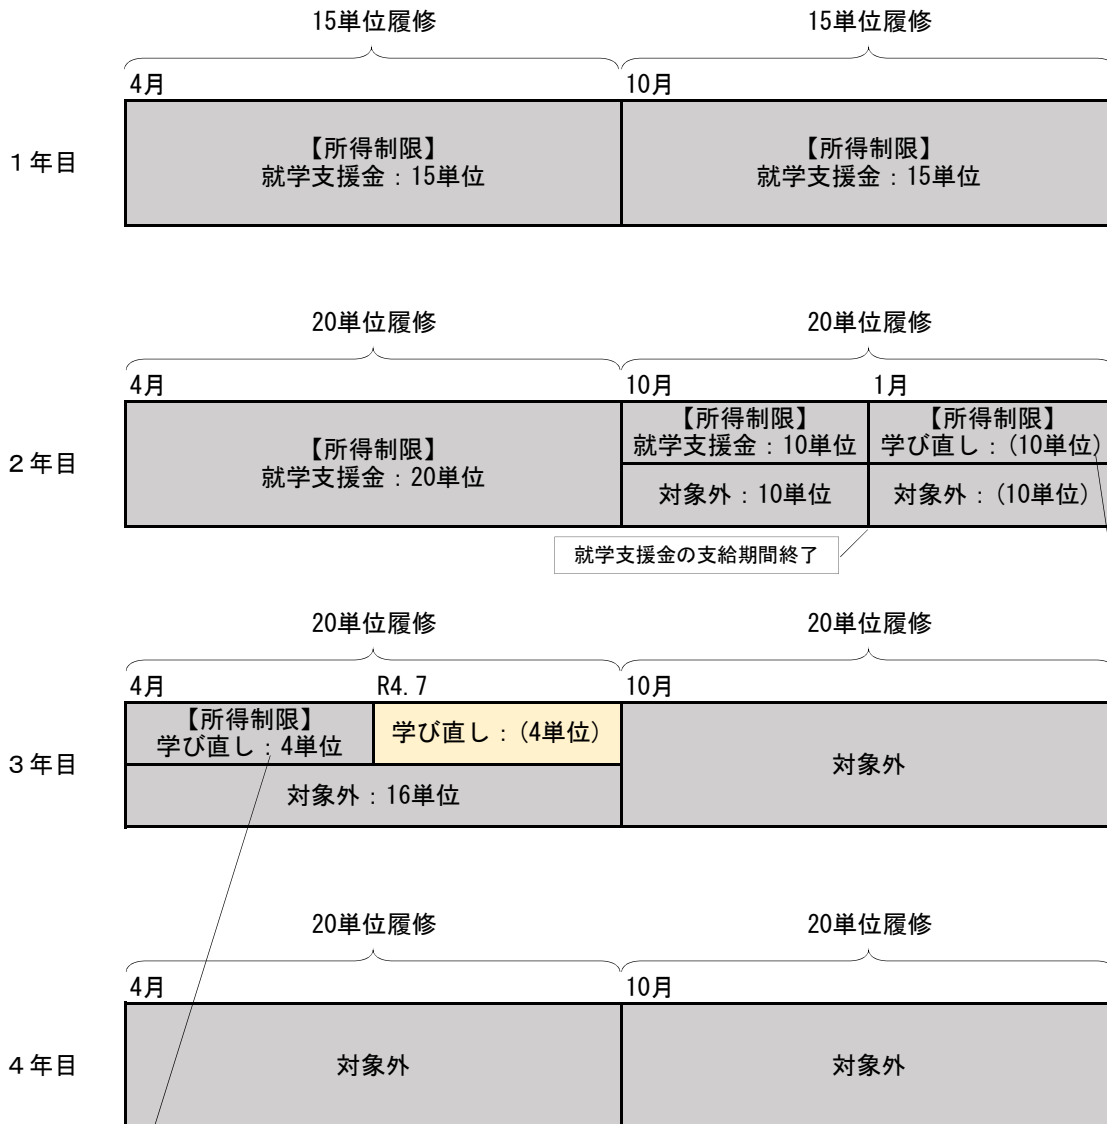 15単位履修
15単位履修
4月
10月
1年目
【所得制限】
就学支援金：15単位
【所得制限】
就学支援金：15単位
20単位履修
20単位履修
4月
10月
1月
2年目
【所得制限】
就学支援金：20単位
【所得制限】
就学支援金：10単位
【所得制限】
学び直し：(10単位)
対象外：10単位
対象外：(10単位)
就学支援金の支給期間終了
20単位履修
20単位履修
4月
R4.7
10月
3年目
【所得制限】
学び直し：4単位
学び直し：(4単位)
対象外：16単位
対象外
20単位履修
20単位履修
4月
10月
4年目
対象外
対象外